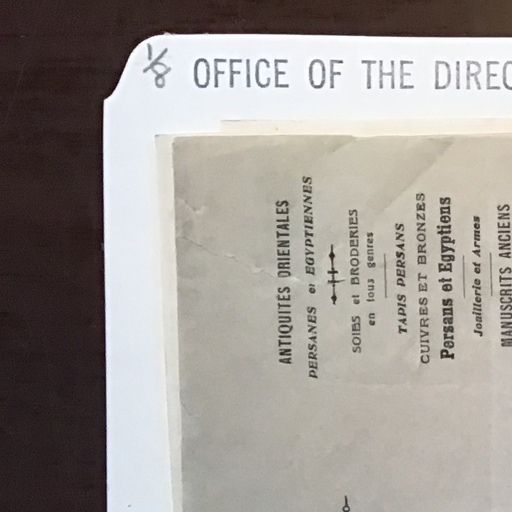 ANTIQUITÉS ORIENTALES
PERSANES et EGYPTIENNES
SOIES et BRODERIES
en tous genres
TAPIS PERSANS
CUIVRES ET BRONZES
Persans et Egyptiens
Joaillerie et Armes
MANUSCRITS ANCIENS
OFFICE OF THE DIREC